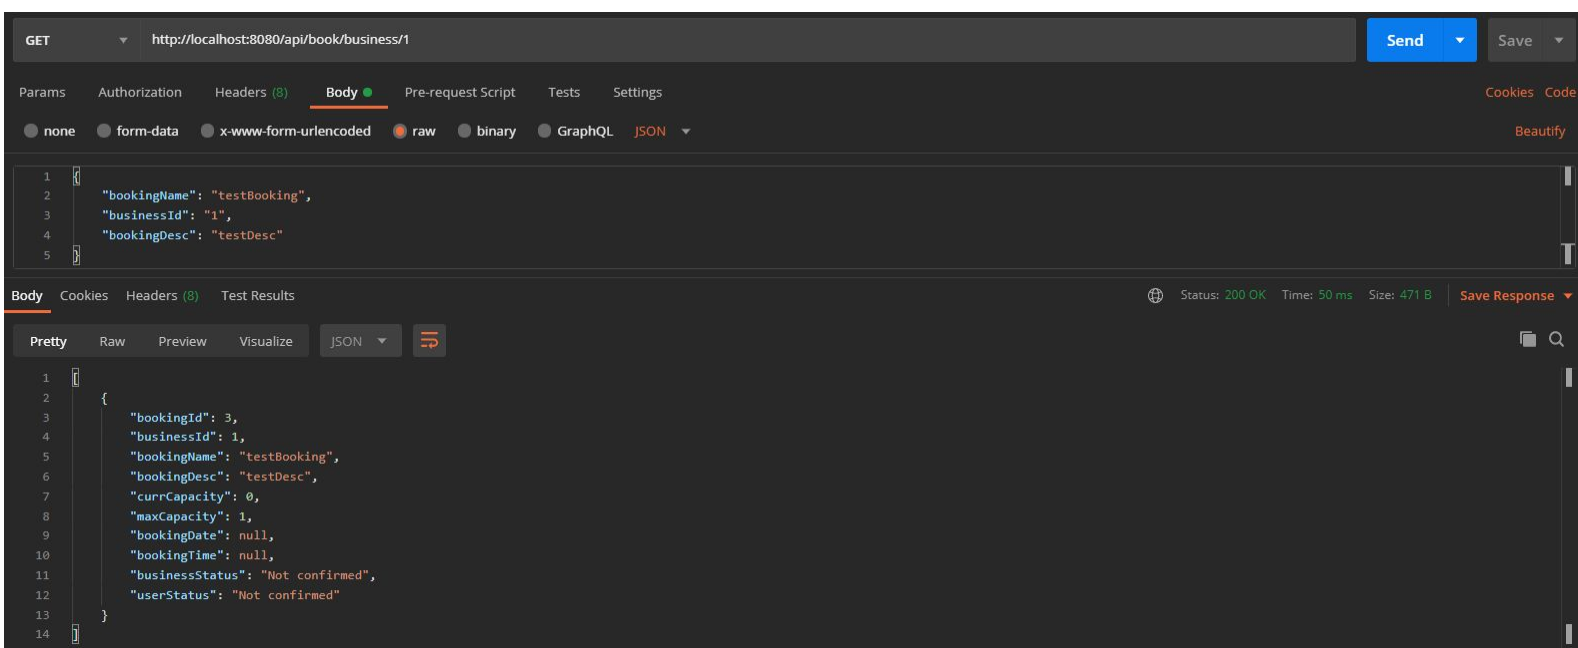 GET http://localhost:8080/api/book/business/1 Send Save
Params Authorization Headers (8) Body Pre-request Script Tests Settings Cookies Code
none form-data x-www-form-urlencoded raw binary GraphQL JSON Beautify
1 {
2 "bookingName": "testBooking",
3 "businessId": "1",
4 "bookingDesc": "testDesc"
5 }
Body Cookies Headers (8) Test Results Status: 200 OK Time: 50 ms Size: 471 B Save Response
Pretty Raw Preview Visualize JSON
1 [
2 {
3 "bookingId": 3,
4 "businessId": 1,
5 "bookingName": "testBooking",
6 "bookingDesc": "testDesc",
7 "currCapacity": 0,
8 "maxCapacity": 1,
9 "bookingDate": null,
10 "bookingTime": null,
11 "businessStatus": "Not confirmed",
12 "userStatus": "Not confirmed"
13 }
14 ]